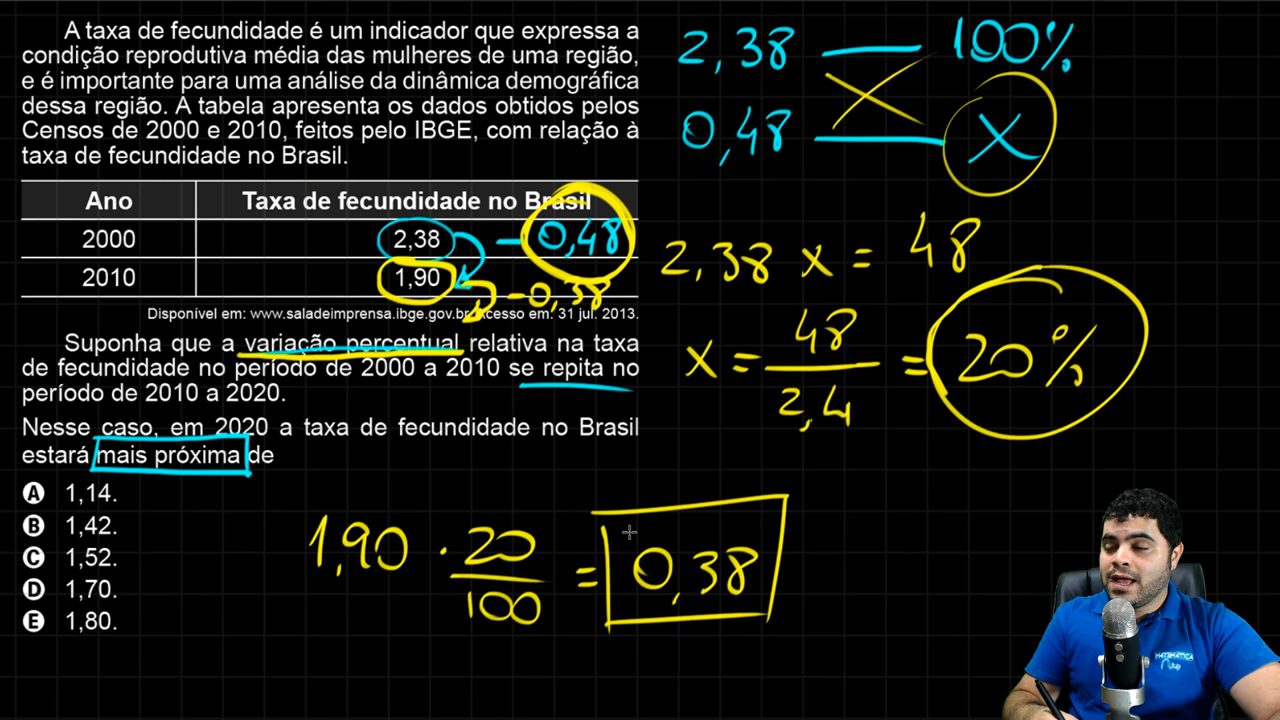 A taxa de fecundidade é um indicador que expressa a
condição reprodutiva média das mulheres de uma região,
e é importante para uma análise da dinâmica demográfica
dessa região. A tabela apresenta os dados obtidos pelos
Censos de 2000 e 2010, feitos pelo IBGE, com relação à
taxa de fecundidade no Brasil.
Ano Taxa de fecundidade no Brasil
2000 2,38 – 0,48
2010 1,90 – 0,38
Disponível em: www.saladeimprensa.ibge.gov.br. Acesso em: 31 jul. 2013.
Suponha que a variação percentual relativa na taxa
de fecundidade no período de 2000 a 2010 se repita no
período de 2010 a 2020.
Nesse caso, em 2020 a taxa de fecundidade no Brasil
estará mais próxima de
A 1,14.
B 1,42.
C 1,52.
D 1,70.
E 1,80.
2,38 — 100%
0,48 — x
2,38 x = 48
x = 48/2,4 = 20%
1,90 · 20/100 = 0,38
MATEMÁTICA